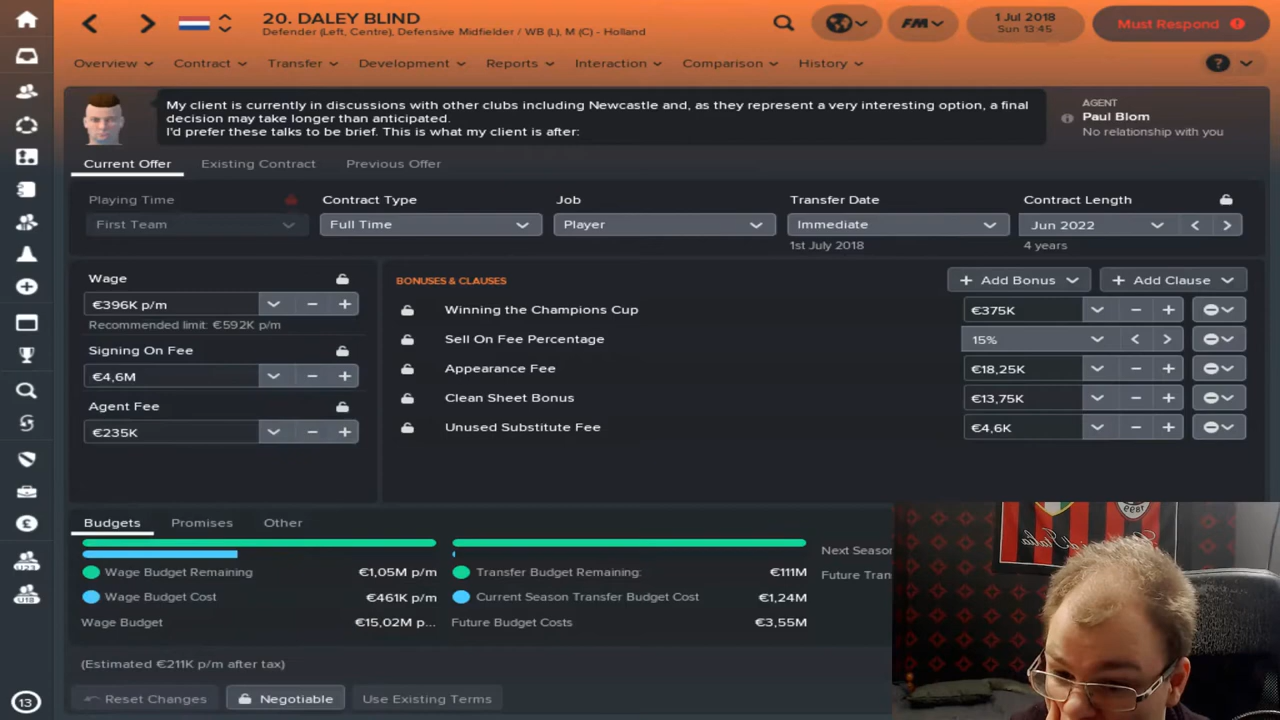 20. DALEY BLIND
Defender (Left, Centre), Defensive Midfielder / WB (L), M (C) - Holland
FM
1 Jul 2018
Sun 13:45
Must Respond
Overview
Contract
Transfer
Development
Reports
Interaction
Comparison
History
?
My client is currently in discussions with other clubs including Newcastle and, as they represent a very interesting option, a final
decision may take longer than anticipated.
I'd prefer these talks to be brief. This is what my client is after:
AGENT
Paul Blom
No relationship with you
Current Offer
Existing Contract
Previous Offer
Playing Time
Contract Type
Job
Transfer Date
Contract Length
First Team
Full Time
Player
Immediate
Jun 2022
1st July 2018
4 years
Wage
€396K p/m
Recommended limit: €592K p/m
Signing On Fee
€4,6M
Agent Fee
€235K
BONUSES & CLAUSES
Add Bonus
Add Clause
Winning the Champions Cup
€375K
Sell On Fee Percentage
15%
Appearance Fee
€18,25K
Clean Sheet Bonus
€13,75K
Unused Substitute Fee
€4,6K
Budgets
Promises
Other
Wage Budget Remaining
€1,05M p/m
Wage Budget Cost
€461K p/m
Wage Budget
€15,02M p...
Transfer Budget Remaining:
€111M
Current Season Transfer Budget Cost
€1,24M
Future Budget Costs
€3,55M
Next Season
Future Tran
(Estimated €211K p/m after tax)
Reset Changes
Negotiable
Use Existing Terms
U23
U18
13
1899